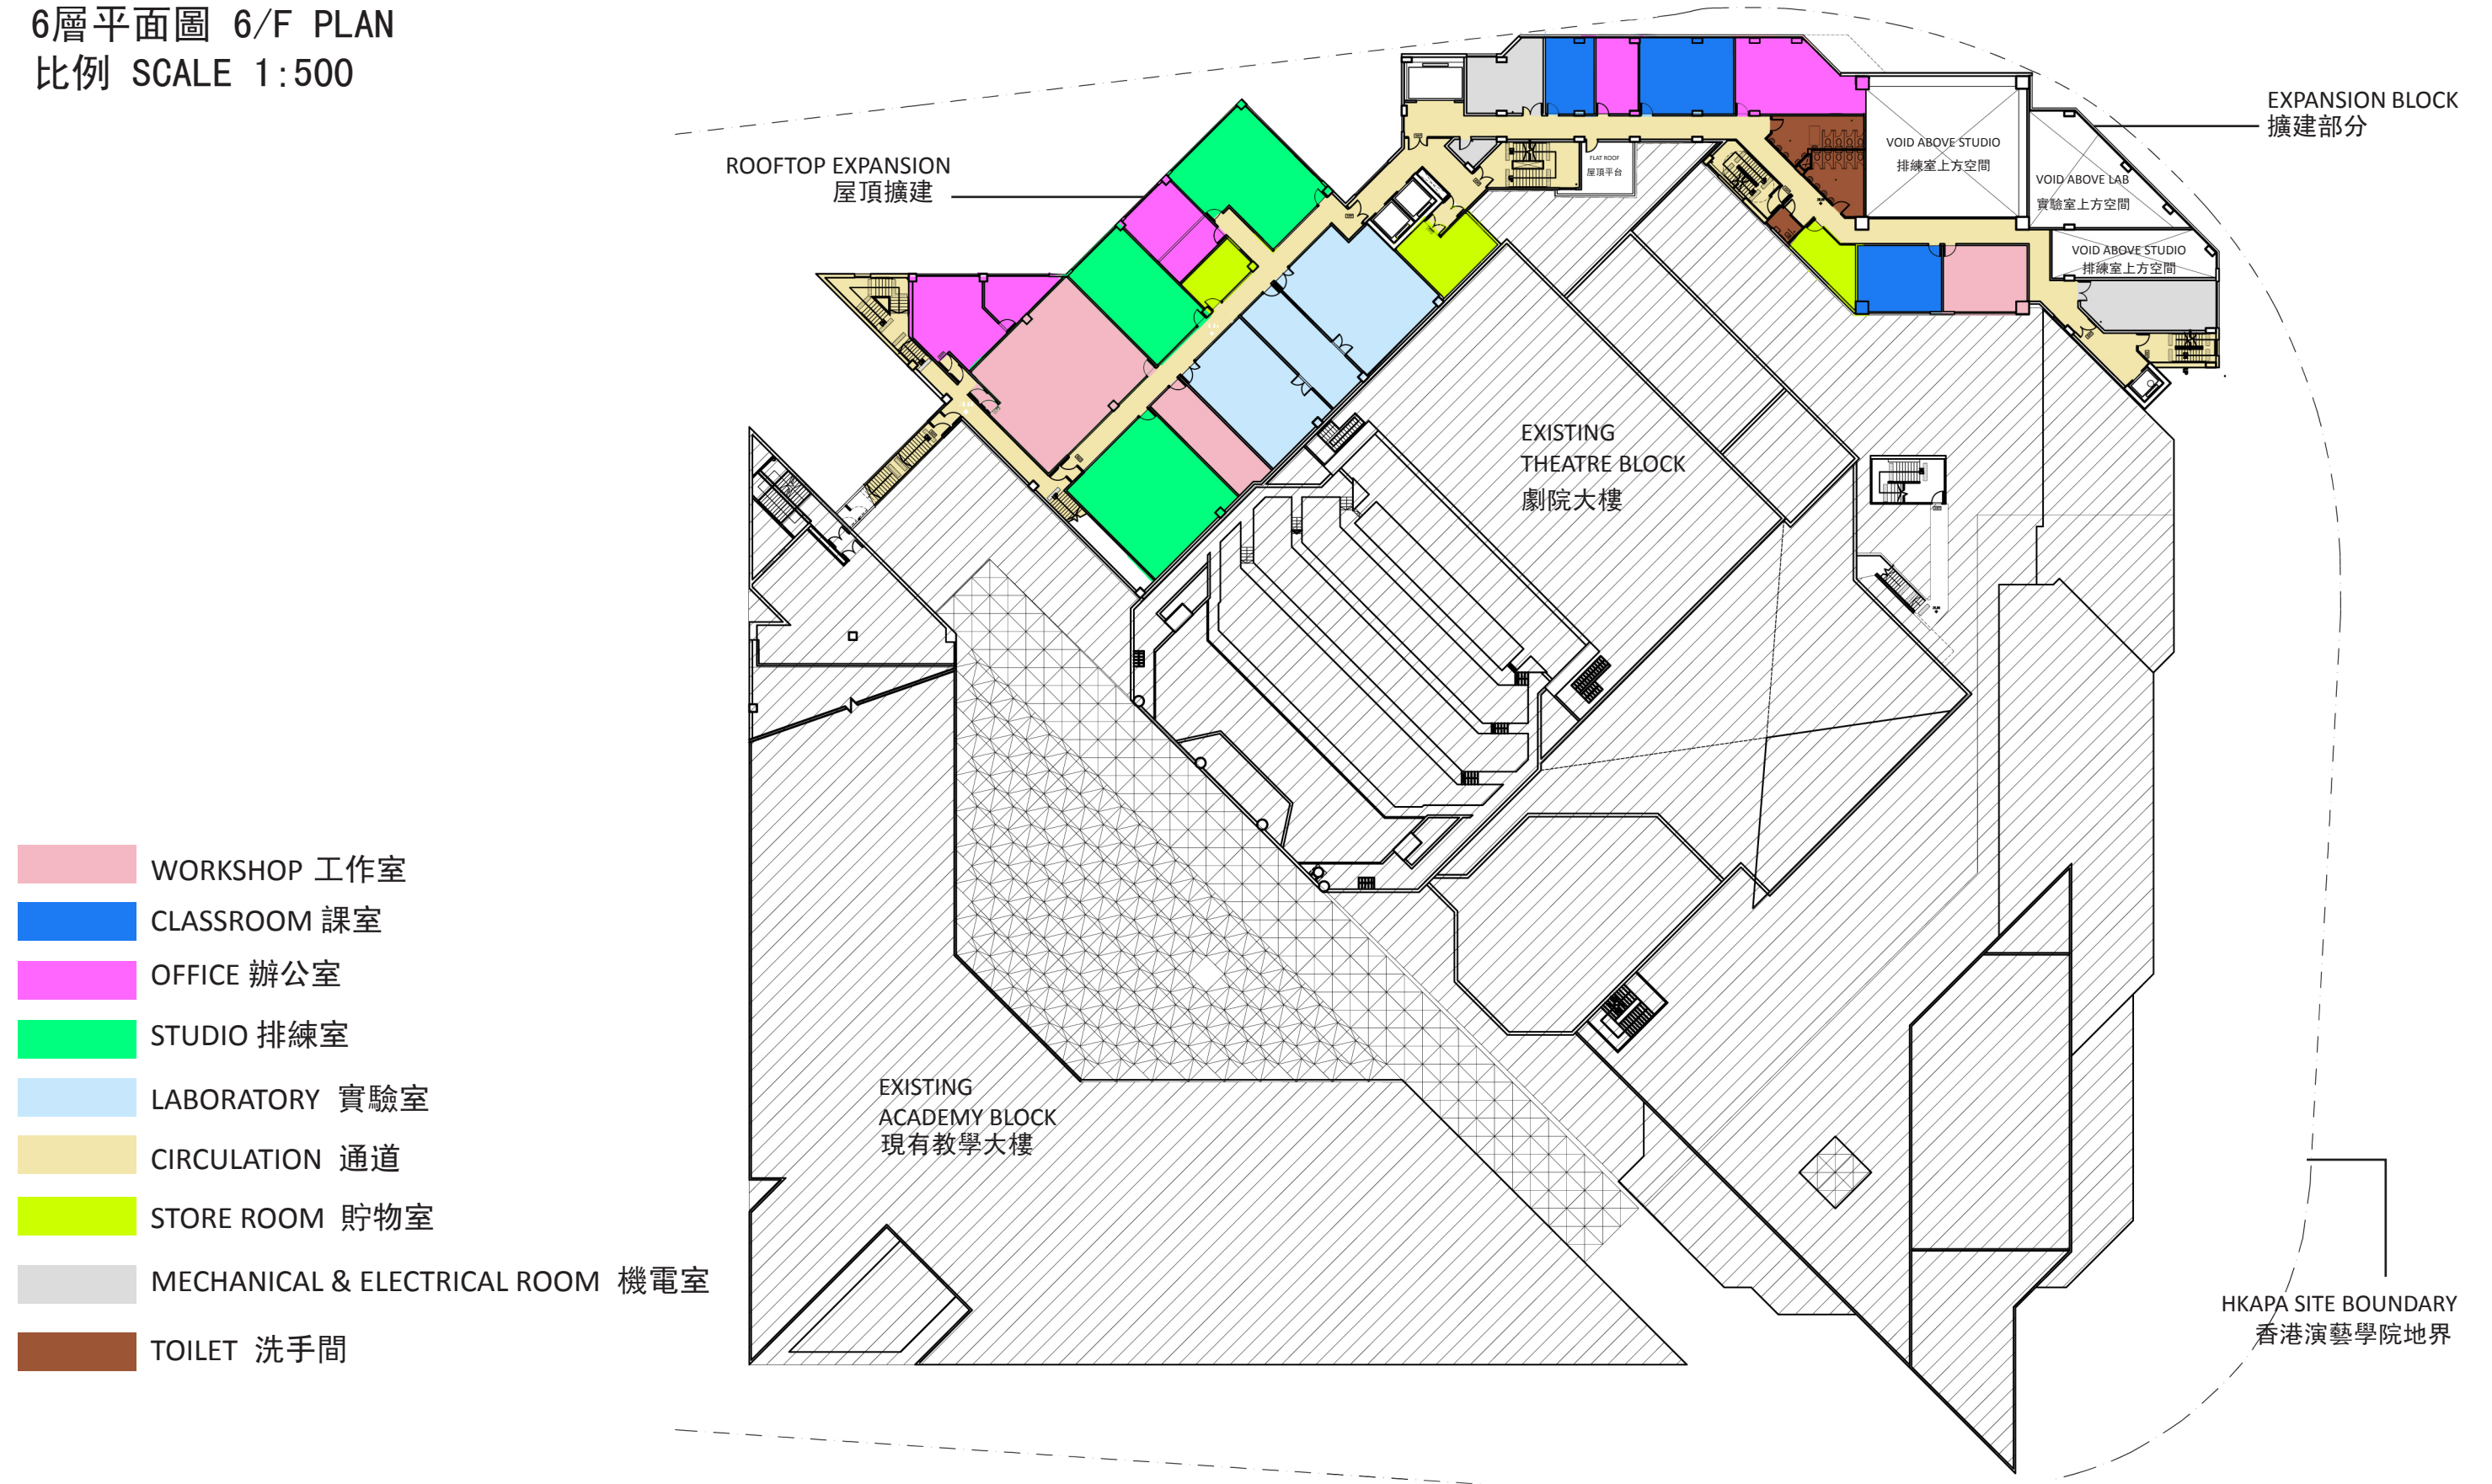 6層平面圖 6/F PLAN
比例 SCALE 1:500
ROOFTOP EXPANSION
屋頂擴建
EXPANSION BLOCK
擴建部分
VOID ABOVE STUDIO
排練室上方空間
VOID ABOVE LAB
實驗室上方空間
VOID ABOVE STUDIO
排練室上方空間
FLAT ROOF
屋頂平台
EXISTING
THEATRE BLOCK
劇院大樓
EXISTING
ACADEMY BLOCK
現有教學大樓
WORKSHOP 工作室
CLASSROOM 課室
OFFICE 辦公室
STUDIO 排練室
LABORATORY 實驗室
CIRCULATION 通道
STORE ROOM 貯物室
MECHANICAL & ELECTRICAL ROOM 機電室
TOILET 洗手間
HKAPA SITE BOUNDARY
香港演藝學院地界